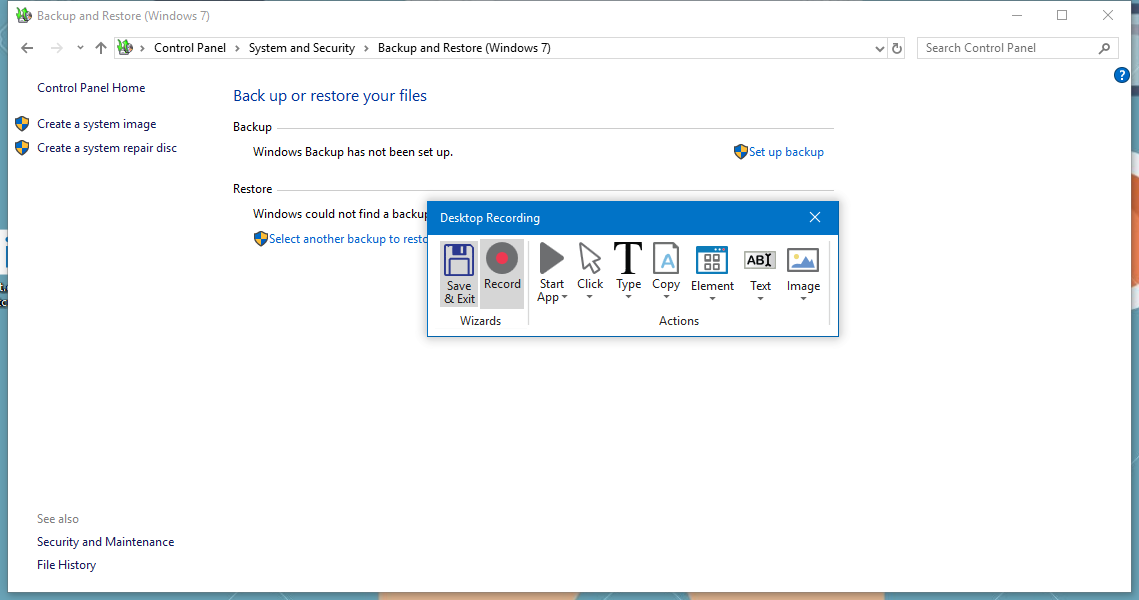 Backup and Restore (Windows 7)
Control Panel > System and Security > Backup and Restore (Windows 7)
Search Control Panel
?
Control Panel Home
Create a system image
Create a system repair disc
Back up or restore your files
Backup
Windows Backup has not been set up.
Set up backup
Restore
Windows could not find a backup
Select another backup to resto
Desktop Recording
Save
& Exit
Record
Start
App
Click
T
Type
A
Copy
Element
ABI
Text
Image
Wizards
Actions
See also
Security and Maintenance
File History